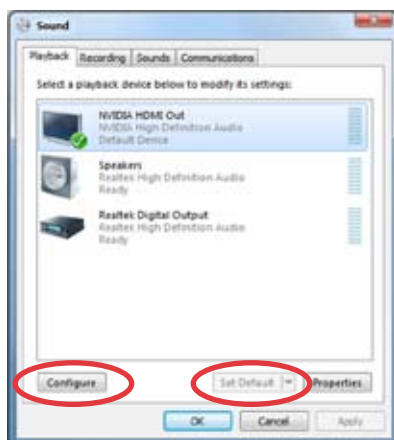 Sound
Playback Recording Sounds Communications
Select a playback device below to modify its settings:
NVIDIA HDMI Out
NVIDIA High Definition Audio
Default Device
Speakers
Realtek High Definition Audio
Ready
Realtek Digital Output
Realtek High Definition Audio
Ready
Configure Set Default Properties
OK Cancel Apply